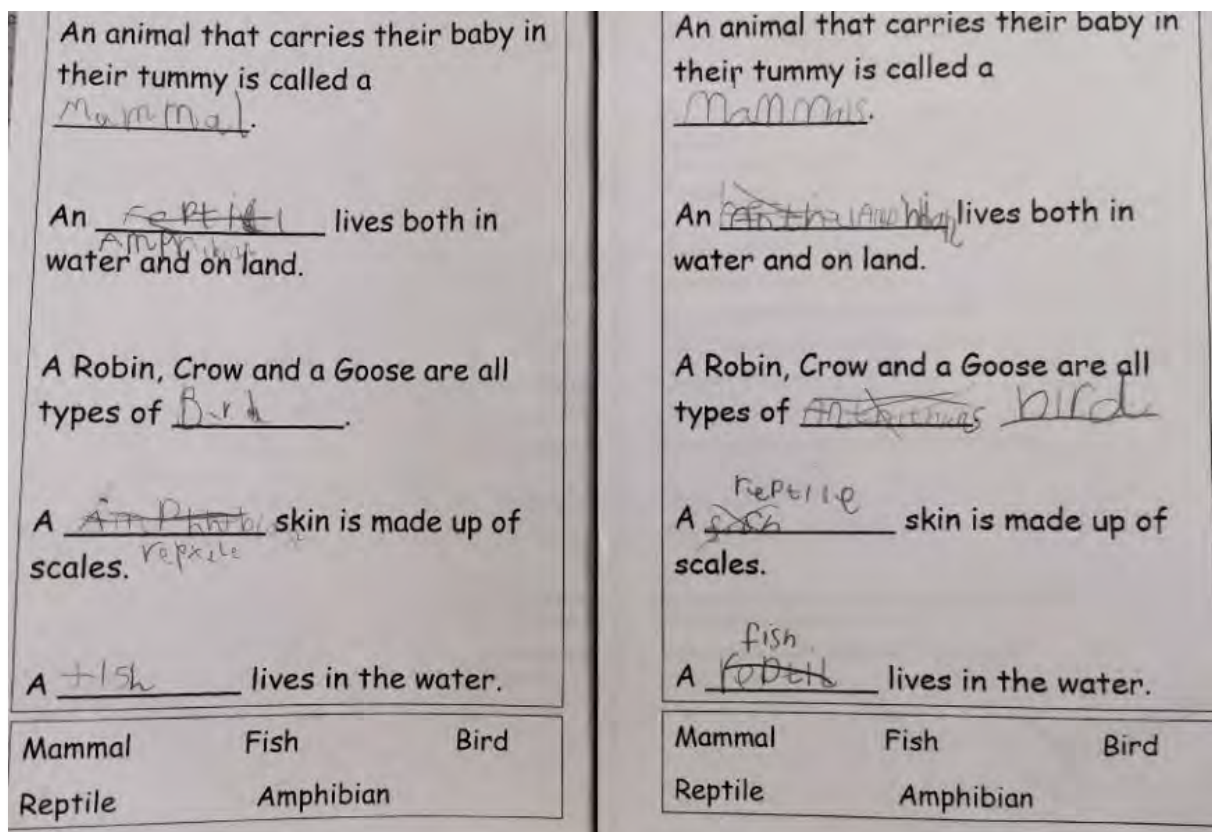 An animal that carries their baby in
their tummy is called a
Mammal.
An reptil lives both in
water and on land.
A Robin, Crow and a Goose are all
types of Bird.
A skin is made up of
repxile
scales.
A fish lives in the water.
Mammal Fish Bird
Reptile Amphibian
An animal that carries their baby in
their tummy is called a
Mammals.
An lives both in
water and on land.
A Robin, Crow and a Goose are all
types of bird
reptile
A skin is made up of
scales.
fish
A lives in the water.
Mammal Fish Bird
Reptile Amphibian